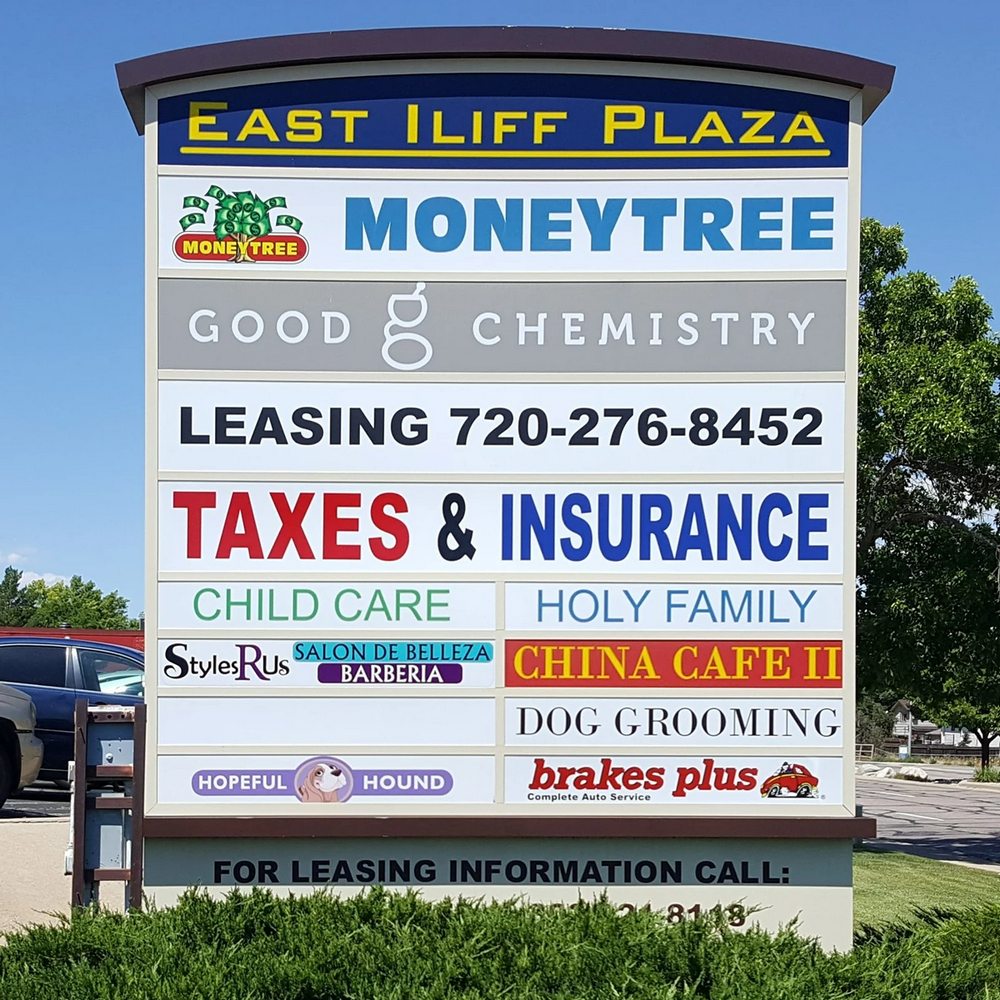 EAST ILIFF PLAZA
MONEYTREE MONEYTREE
GOOD g CHEMISTRY
LEASING 720-276-8452
TAXES & INSURANCE
CHILD CARE HOLY FAMILY
StylesRUs SALON DE BELLEZA
BARBERIA
CHINA CAFE II
DOG GROOMING
HOPEFUL HOUND
brakes plus
Complete Auto Service
FOR LEASING INFORMATION CALL:
8118